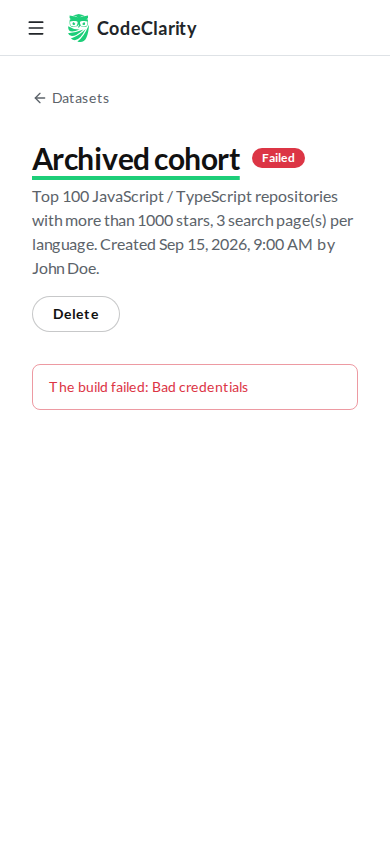 CodeClarity
Datasets
Archived cohort
Failed
Top 100 JavaScript / TypeScript repositories
with more than 1000 stars, 3 search page(s) per
language. Created Sep 15, 2026, 9:00 AM by
John Doe.
Delete
The build failed: Bad credentials